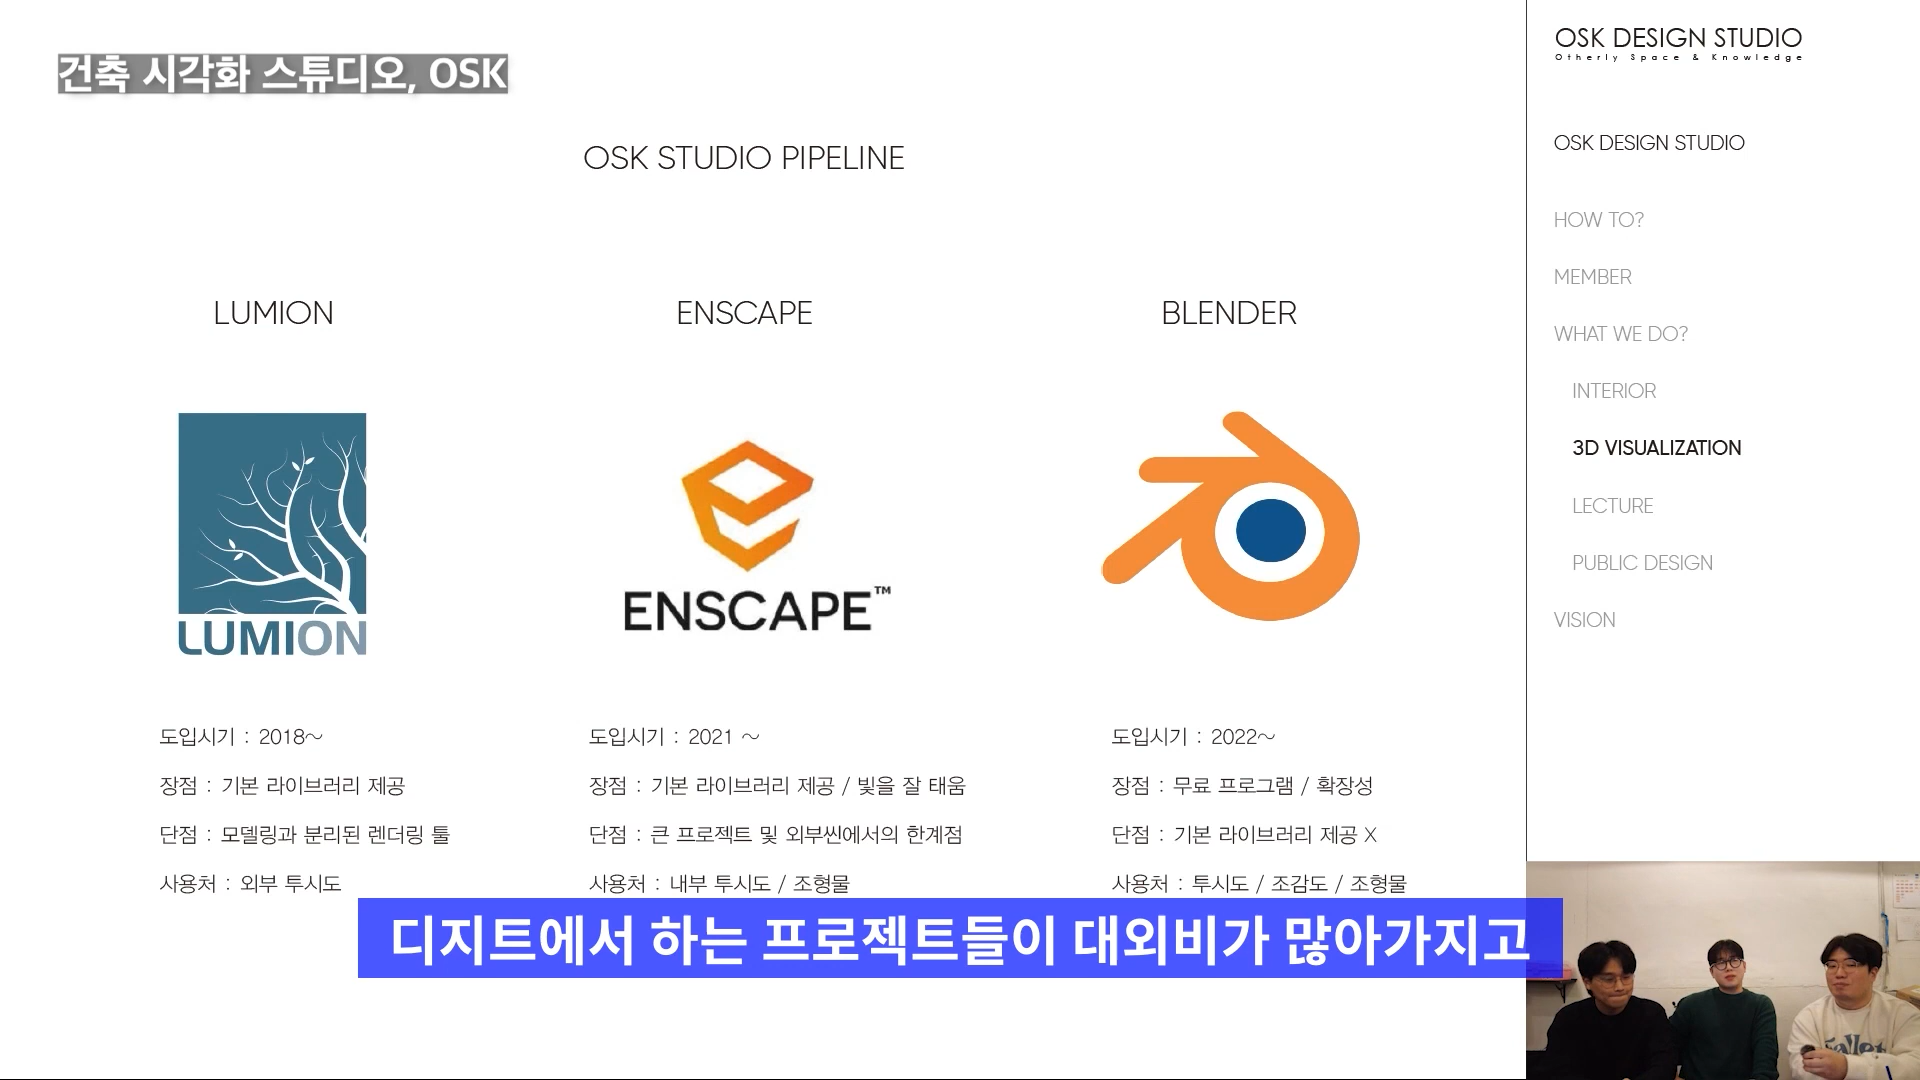 건축 시각화 스튜디오, OSK
OSK STUDIO PIPELINE
LUMION
LUMION
도입시기 : 2018~
장점 : 기본 라이브러리 제공
단점 : 모델링과 분리된 렌더링 툴
사용처 : 외부 투시도
ENSCAPE
ENSCAPE™
도입시기 : 2021 ~
장점 : 기본 라이브러리 제공 / 빛을 잘 태움
단점 : 큰 프로젝트 및 외부씬에서의 한계점
사용처 : 내부 투시도 / 조형물
BLENDER
도입시기 : 2022~
장점 : 무료 프로그램 / 확장성
단점 : 기본 라이브러리 제공 X
사용처 : 투시도 / 조감도 / 조형물
디지트에서 하는 프로젝트들이 대외비가 많아가지고
OSK DESIGN STUDIO
Otherly Space & Knowledge
OSK DESIGN STUDIO
HOW TO?
MEMBER
WHAT WE DO?
INTERIOR
3D VISUALIZATION
LECTURE
PUBLIC DESIGN
VISION